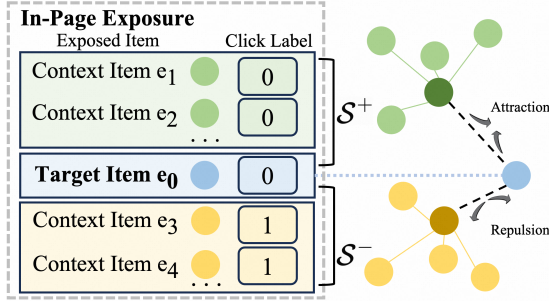 In-Page Exposure
Exposed Item Click Label
Context Item e1 0
Context Item e2 0
...
Target Item e0 0
Context Item e3 1
Context Item e4 1
...
S+
S−
Attraction
Repulsion